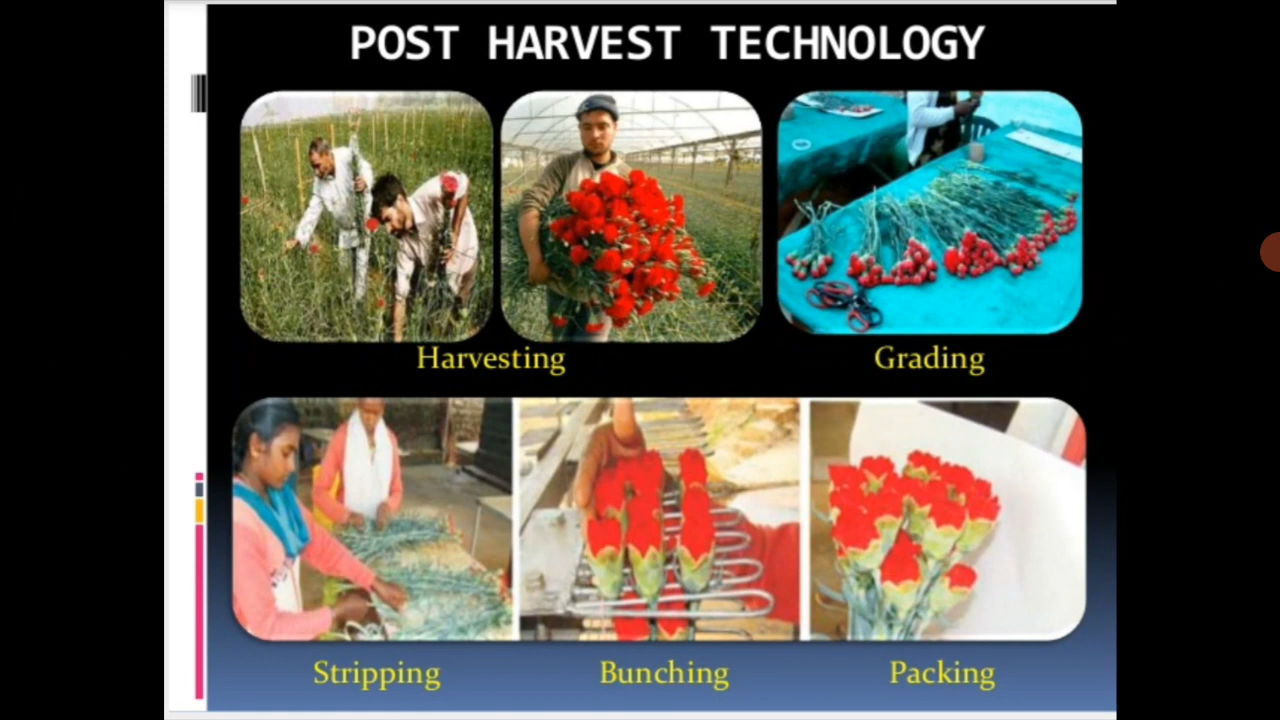 POST HARVEST TECHNOLOGY
Harvesting
Grading
Stripping
Bunching
Packing